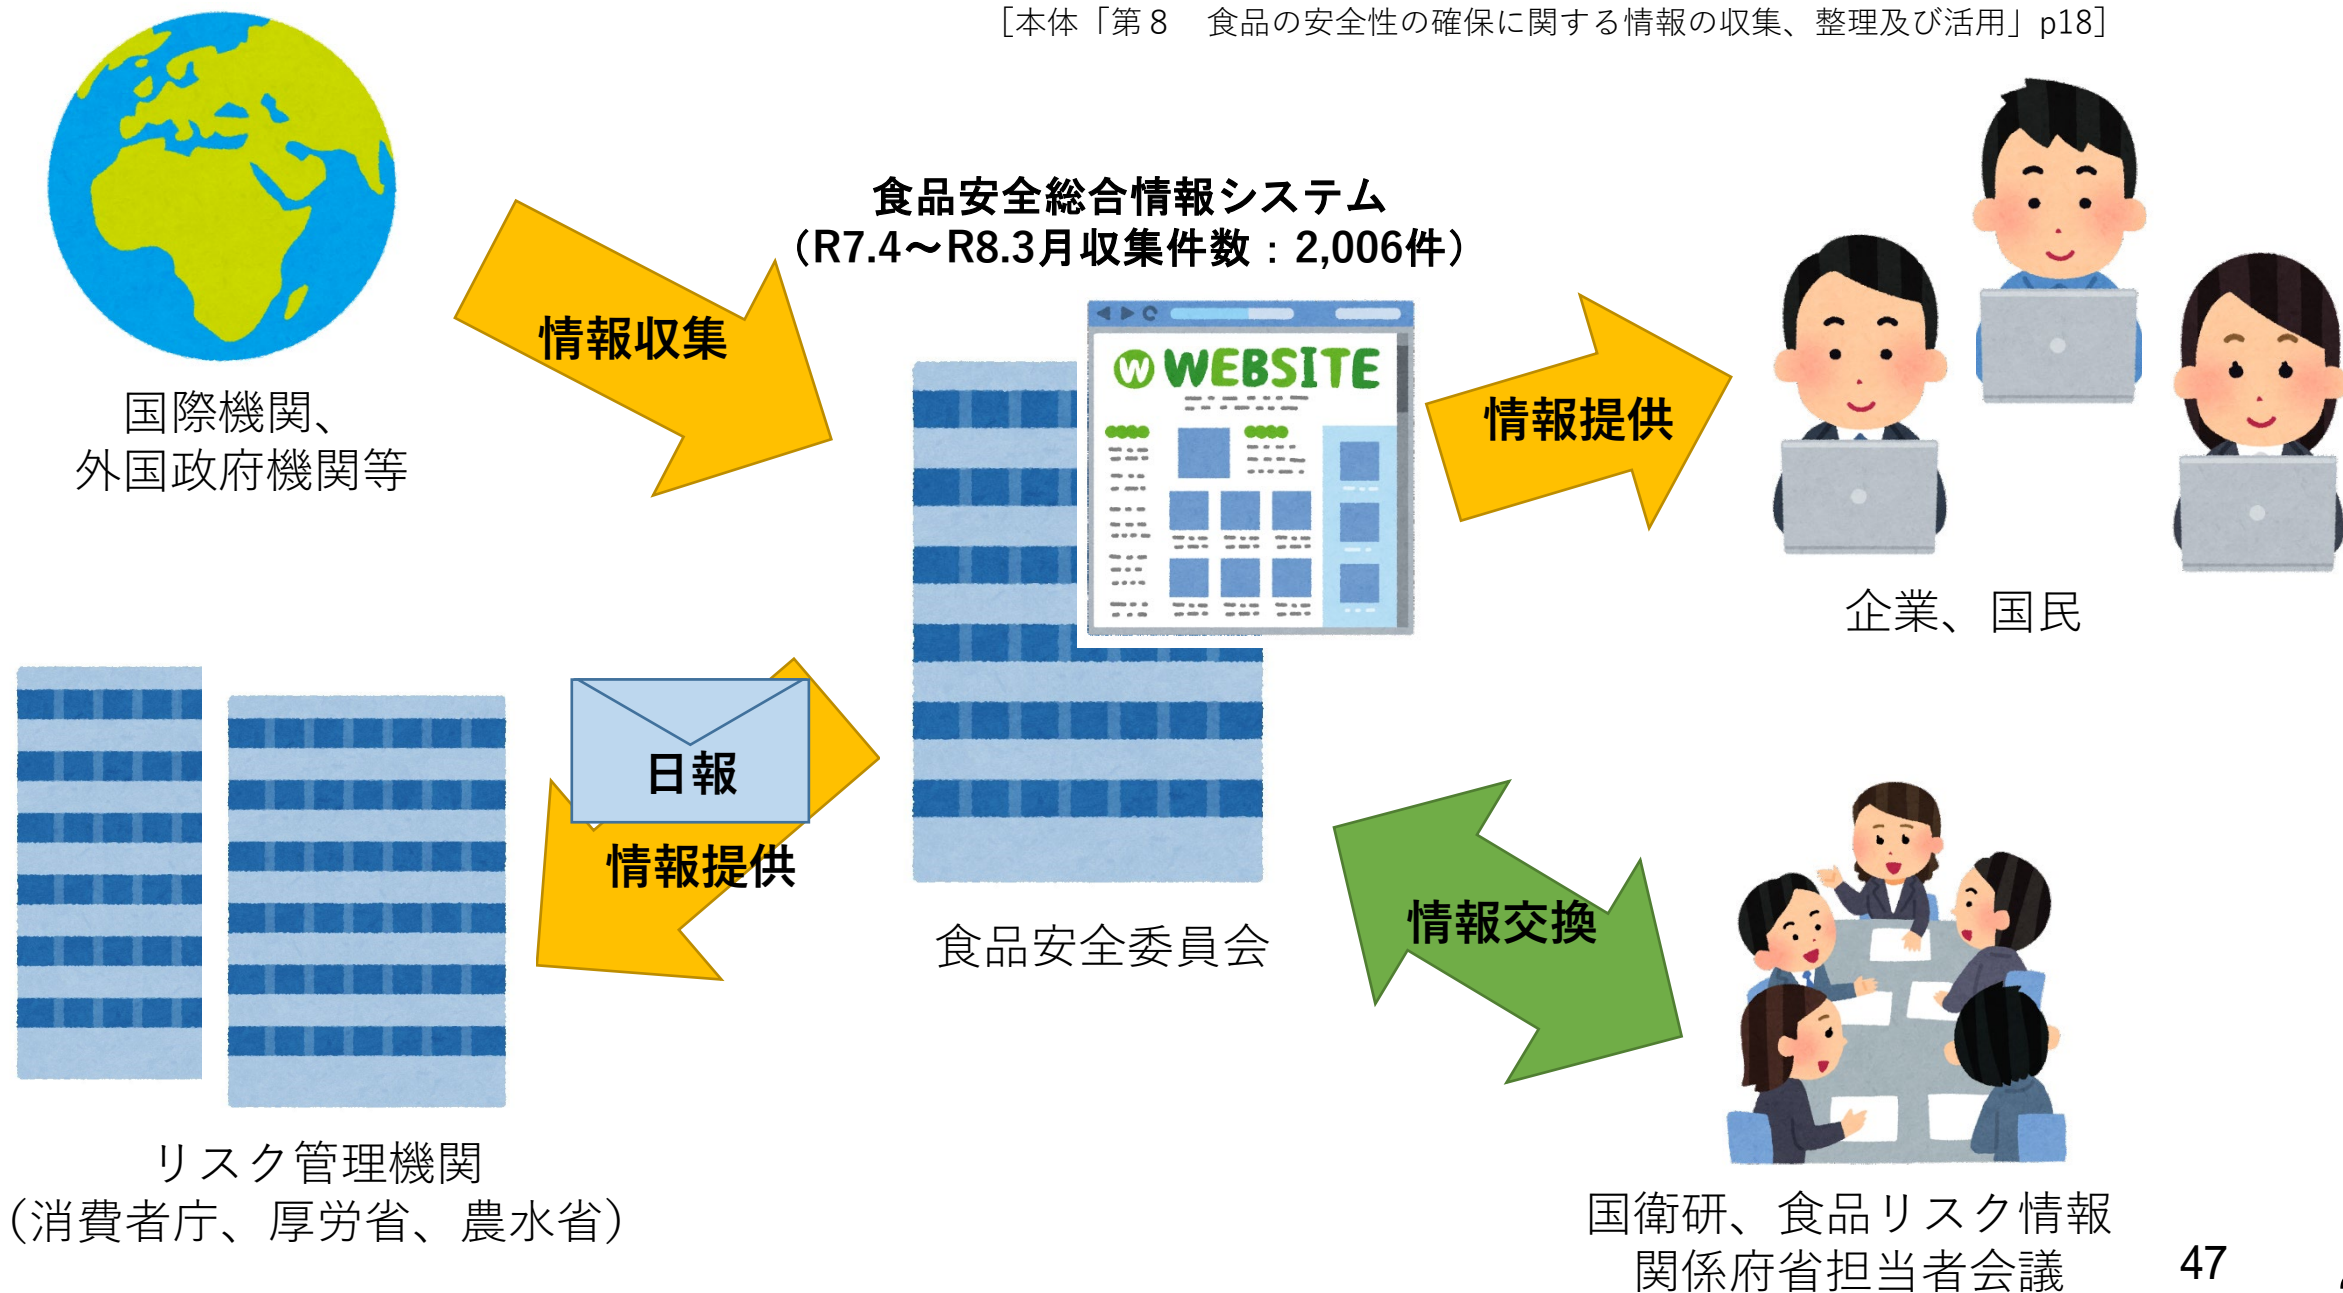 ［本体「第８　食品の安全性の確保に関する情報の収集、整理及び活用」p18］
食品安全総合情報システム
（R7.4～R8.3月収集件数：2,006件）
情報収集
WEBSITE
情報提供
国際機関、
外国政府機関等
企業、国民
日報
情報提供
食品安全委員会
情報交換
リスク管理機関
（消費者庁、厚労省、農水省）
国衛研、食品リスク情報
関係府省担当者会議
47